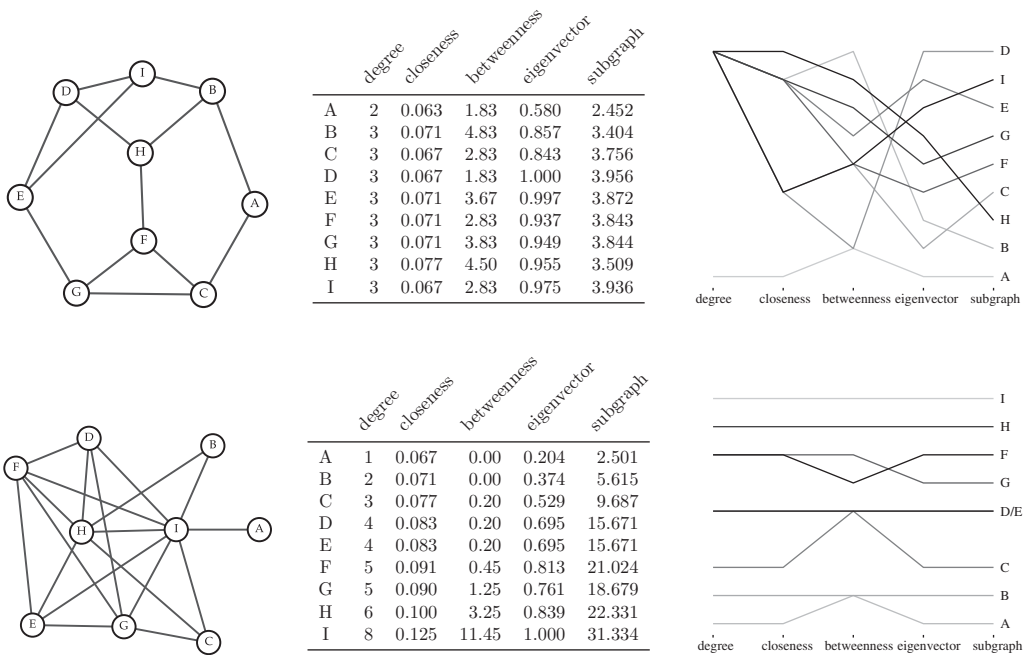 I
D
B
H
E
A
F
G
C
degree closeness betweenness eigenvector subgraph
A 2 0.063 1.83 0.580 2.452
B 3 0.071 4.83 0.857 3.404
C 3 0.067 2.83 0.843 3.756
D 3 0.067 1.83 1.000 3.956
E 3 0.071 3.67 0.997 3.872
F 3 0.071 2.83 0.937 3.843
G 3 0.071 3.83 0.949 3.844
H 3 0.077 4.50 0.955 3.509
I 3 0.067 2.83 0.975 3.936
D
I
E
G
F
C
H
B
A
degree closeness betweenness eigenvector subgraph
D
B
F
H
I
A
E
G
C
degree closeness betweenness eigenvector subgraph
A 1 0.067 0.00 0.204 2.501
B 2 0.071 0.00 0.374 5.615
C 3 0.077 0.20 0.529 9.687
D 4 0.083 0.20 0.695 15.671
E 4 0.083 0.20 0.695 15.671
F 5 0.091 0.45 0.813 21.024
G 5 0.090 1.25 0.761 18.679
H 6 0.100 3.25 0.839 22.331
I 8 0.125 11.45 1.000 31.334
I
H
F
G
D/E
C
B
A
degree closeness betweenness eigenvector subgraph